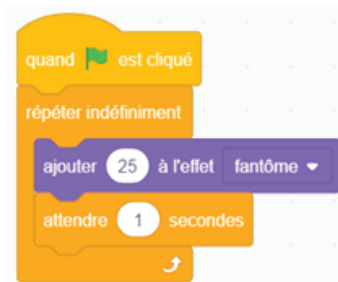 quand est cliqué
répéter indéfiniment
ajouter 25 à l'effet fantôme
attendre 1 secondes